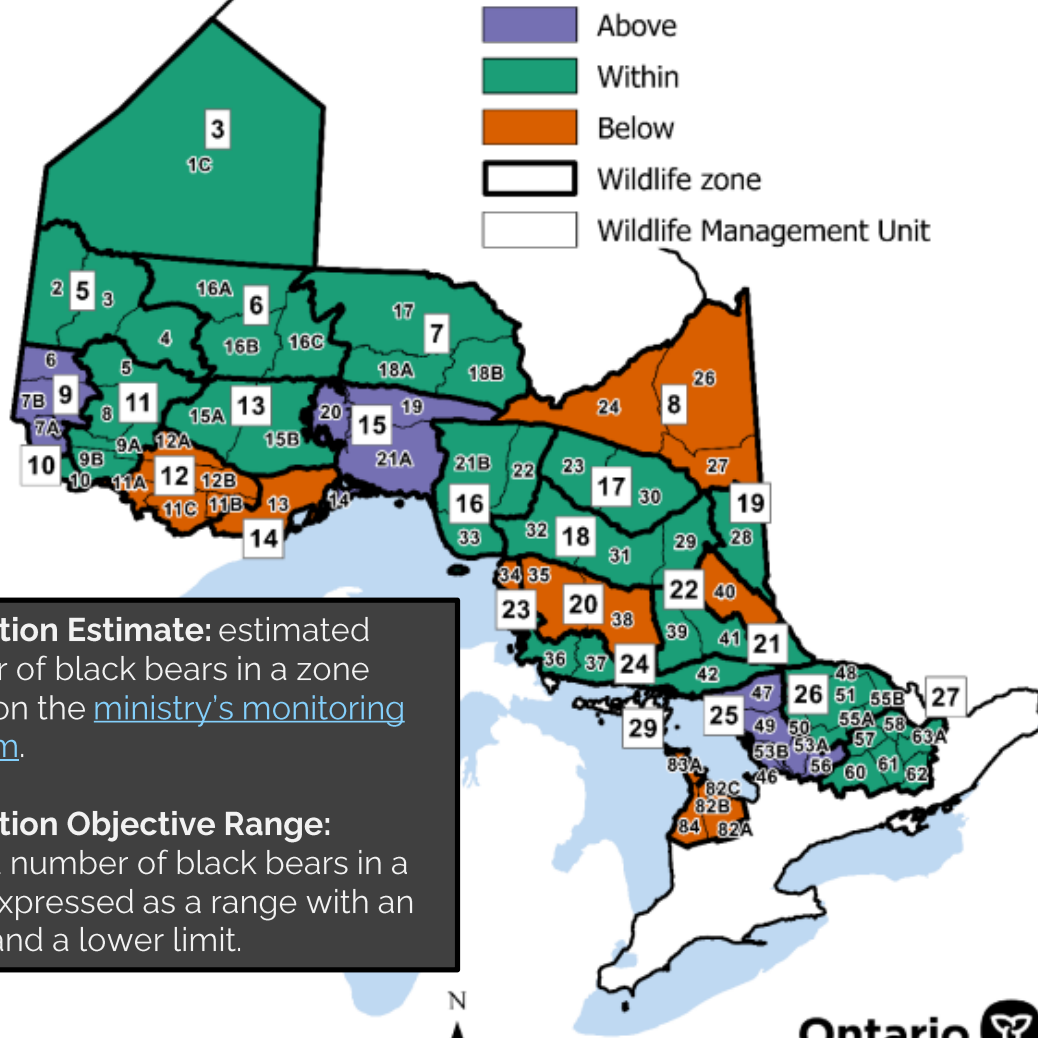 Above
Within
Below
Wildlife zone
Wildlife Management Unit
3
1C
2
5
3
16A
6
17
7
4
16B
16C
18A
18B
26
24
8
27
6
5
7B
9
8
11
15A
13
20
19
15
7A
9A
12A
15B
21A
21B
22
23
17
30
10
9B
10
11A
12
12B
11C
11B
13
14
14
16
33
32
18
31
29
19
28
34
35
23
20
38
22
40
39
41
21
36
37
24
42
29
25
47
26
48
51
55B
27
49
50
55A
58
53B
53A
57
63A
56
46
60
61
62
83A
82C
82B
84
82A
tion Estimate: estimated
r of black bears in a zone
on the ministry's monitoring
m.
tion Objective Range:
number of black bears in a
xpressed as a range with an
and a lower limit.
N
Ontario